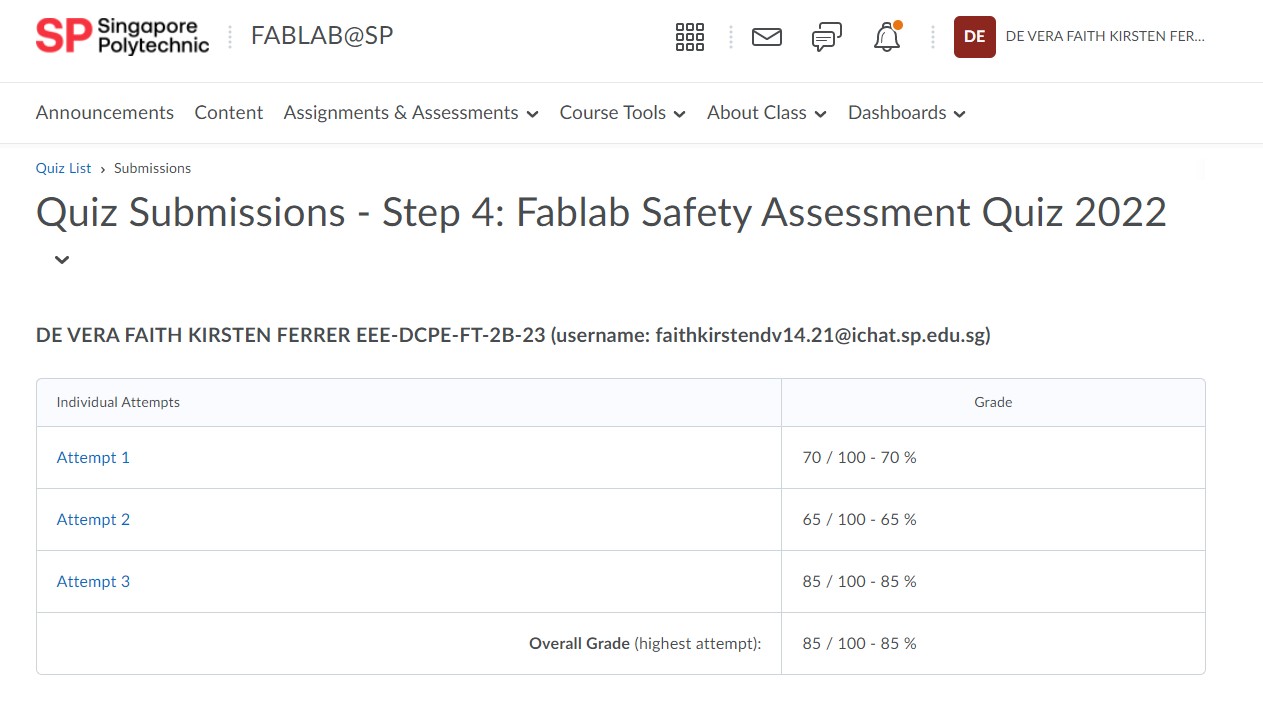 SP Singapore Polytechnic
FABLAB@SP
DE
DE VERA FAITH KIRSTEN FER...
Announcements Content Assignments & Assessments Course Tools About Class Dashboards
Quiz List › Submissions
Quiz Submissions - Step 4: Fablab Safety Assessment Quiz 2022
DE VERA FAITH KIRSTEN FERRER EEE-DCPE-FT-2B-23 (username: faithkirstendv14.21@ichat.sp.edu.sg)
Individual Attempts Grade
Attempt 1 70 / 100 - 70 %
Attempt 2 65 / 100 - 65 %
Attempt 3 85 / 100 - 85 %
Overall Grade (highest attempt): 85 / 100 - 85 %